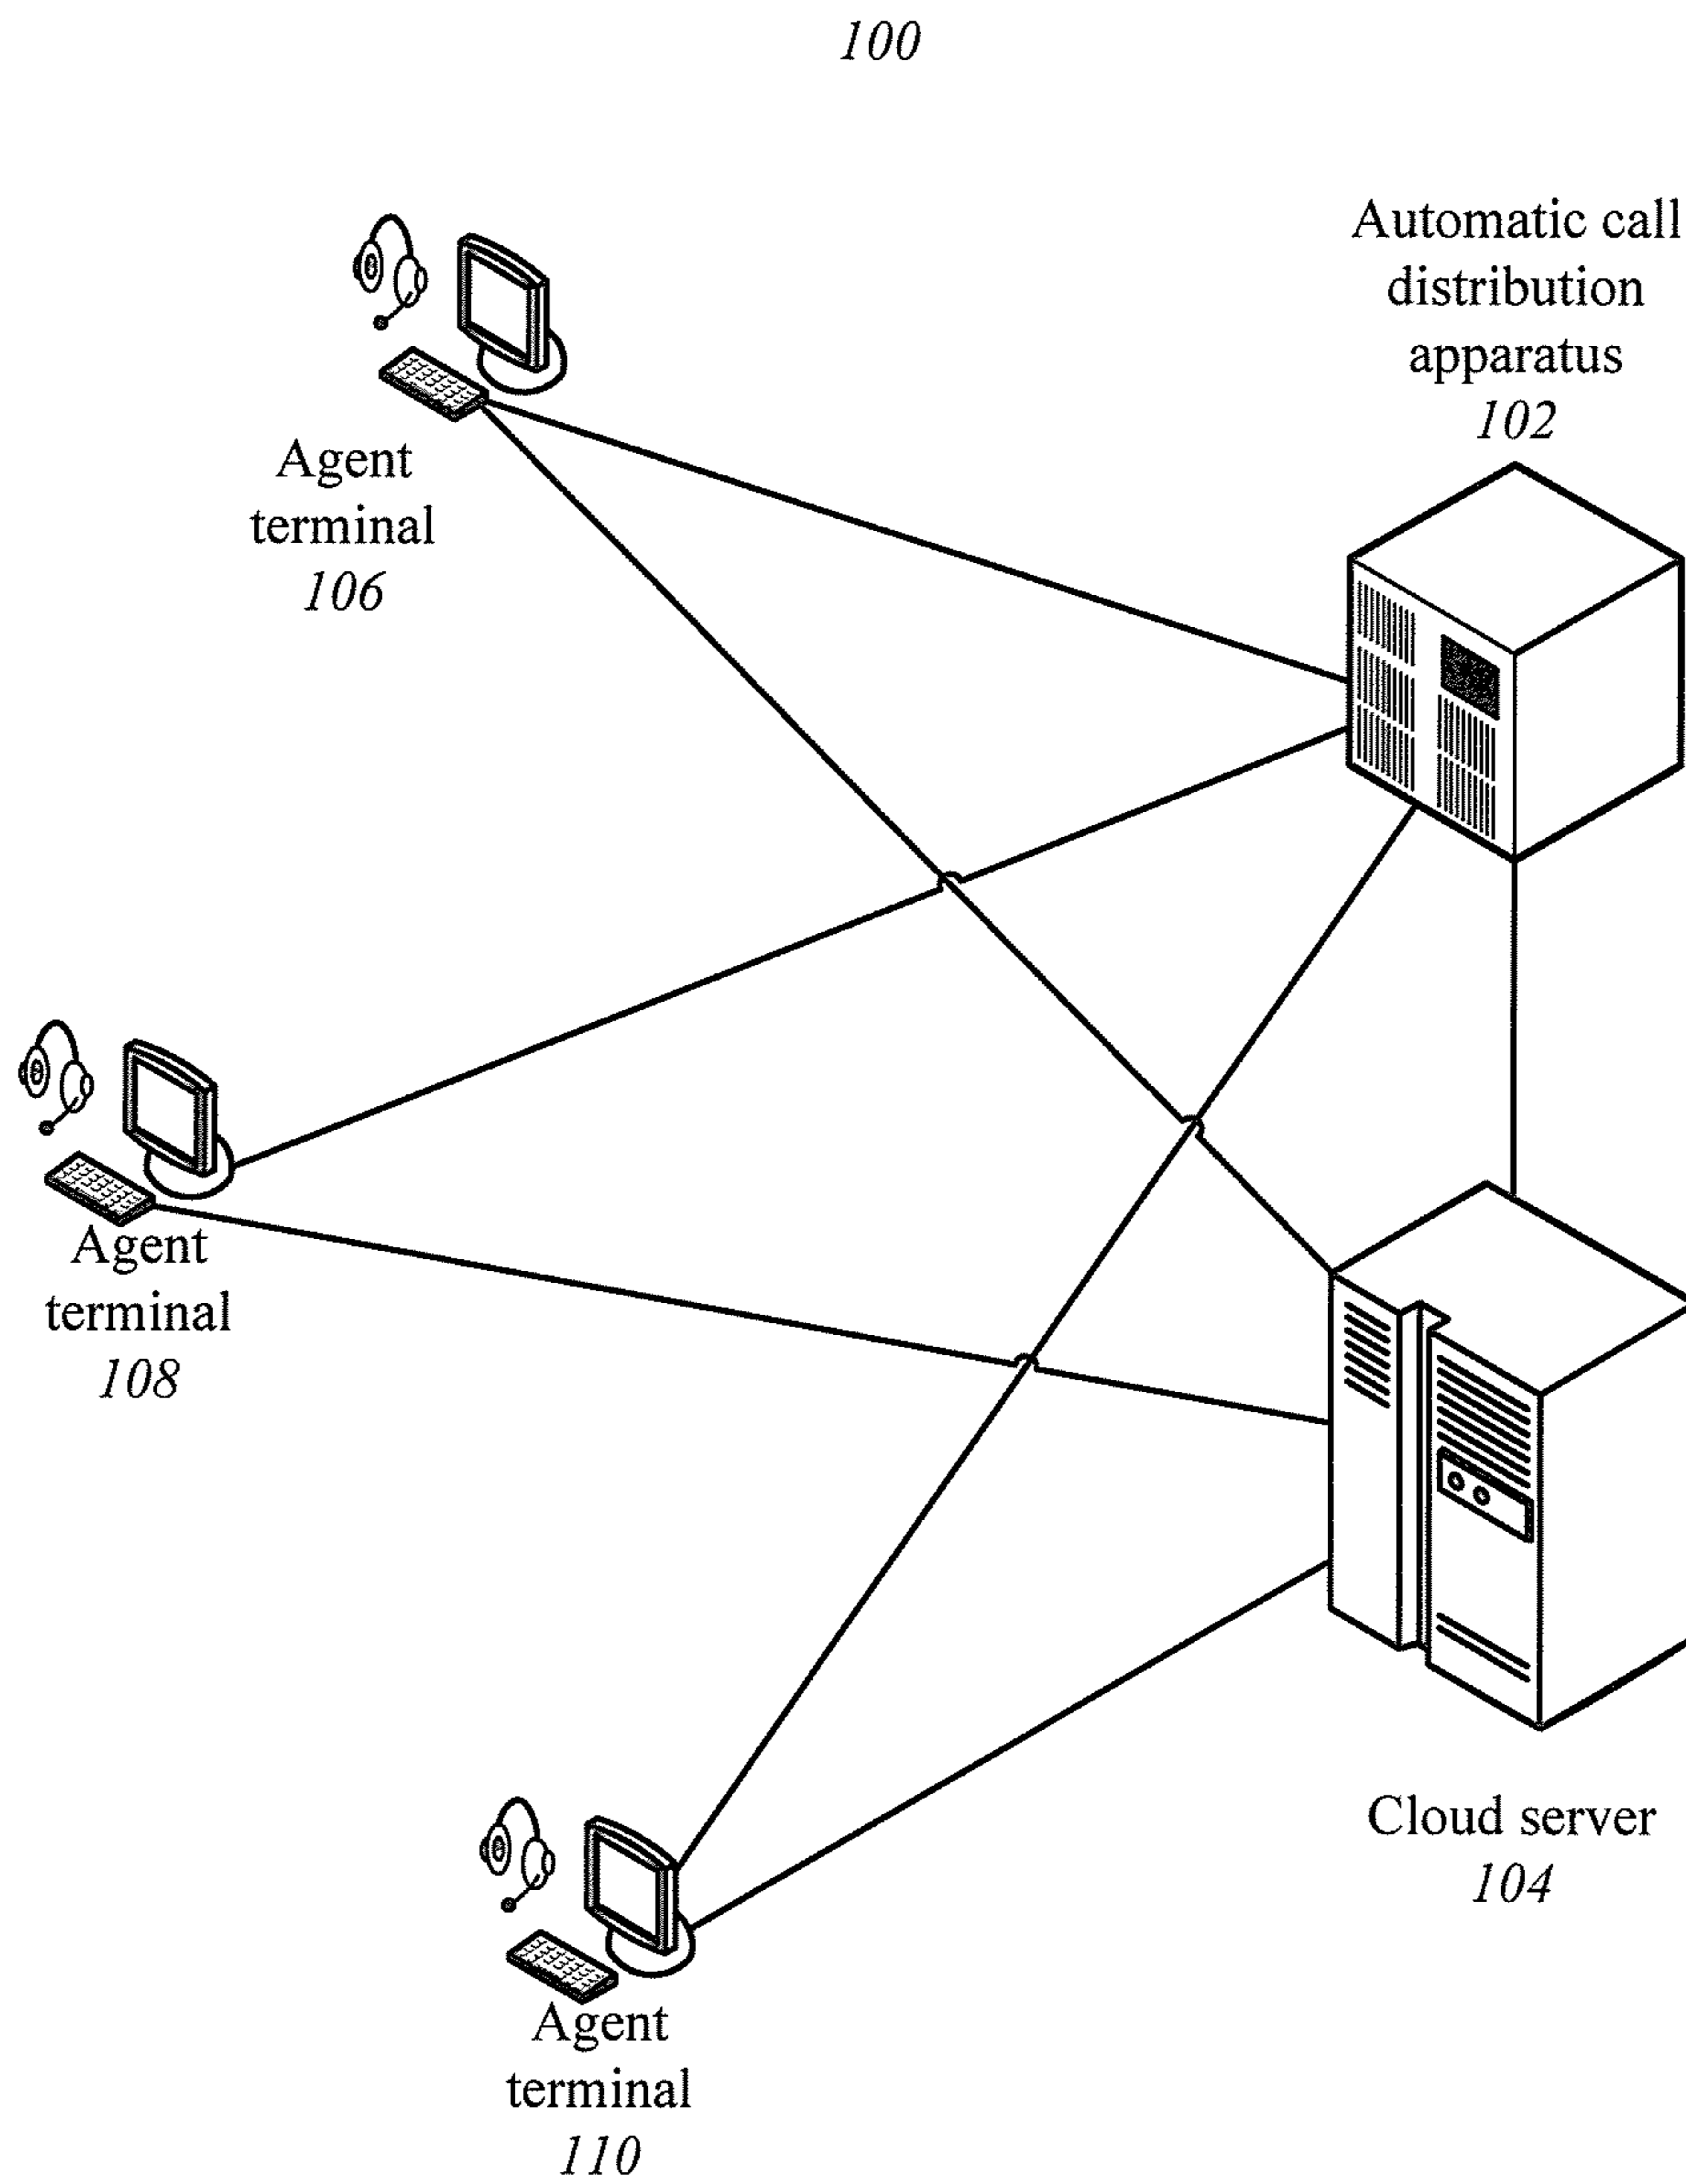 100
Automatic call
distribution
apparatus
102
Agent
terminal
106
Agent
terminal
108
Cloud server
104
Agent
terminal
110